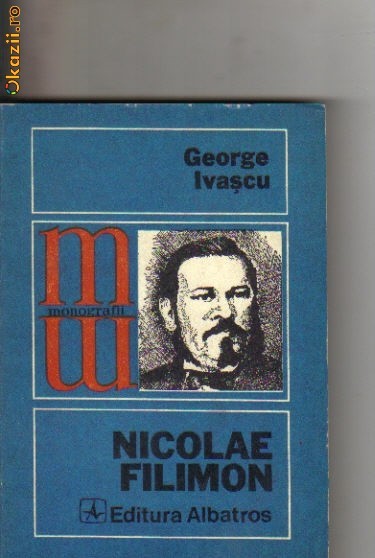 Okazii.ro
George
Ivașcu
monografii
NICOLAE
FILIMON
Editura Albatros